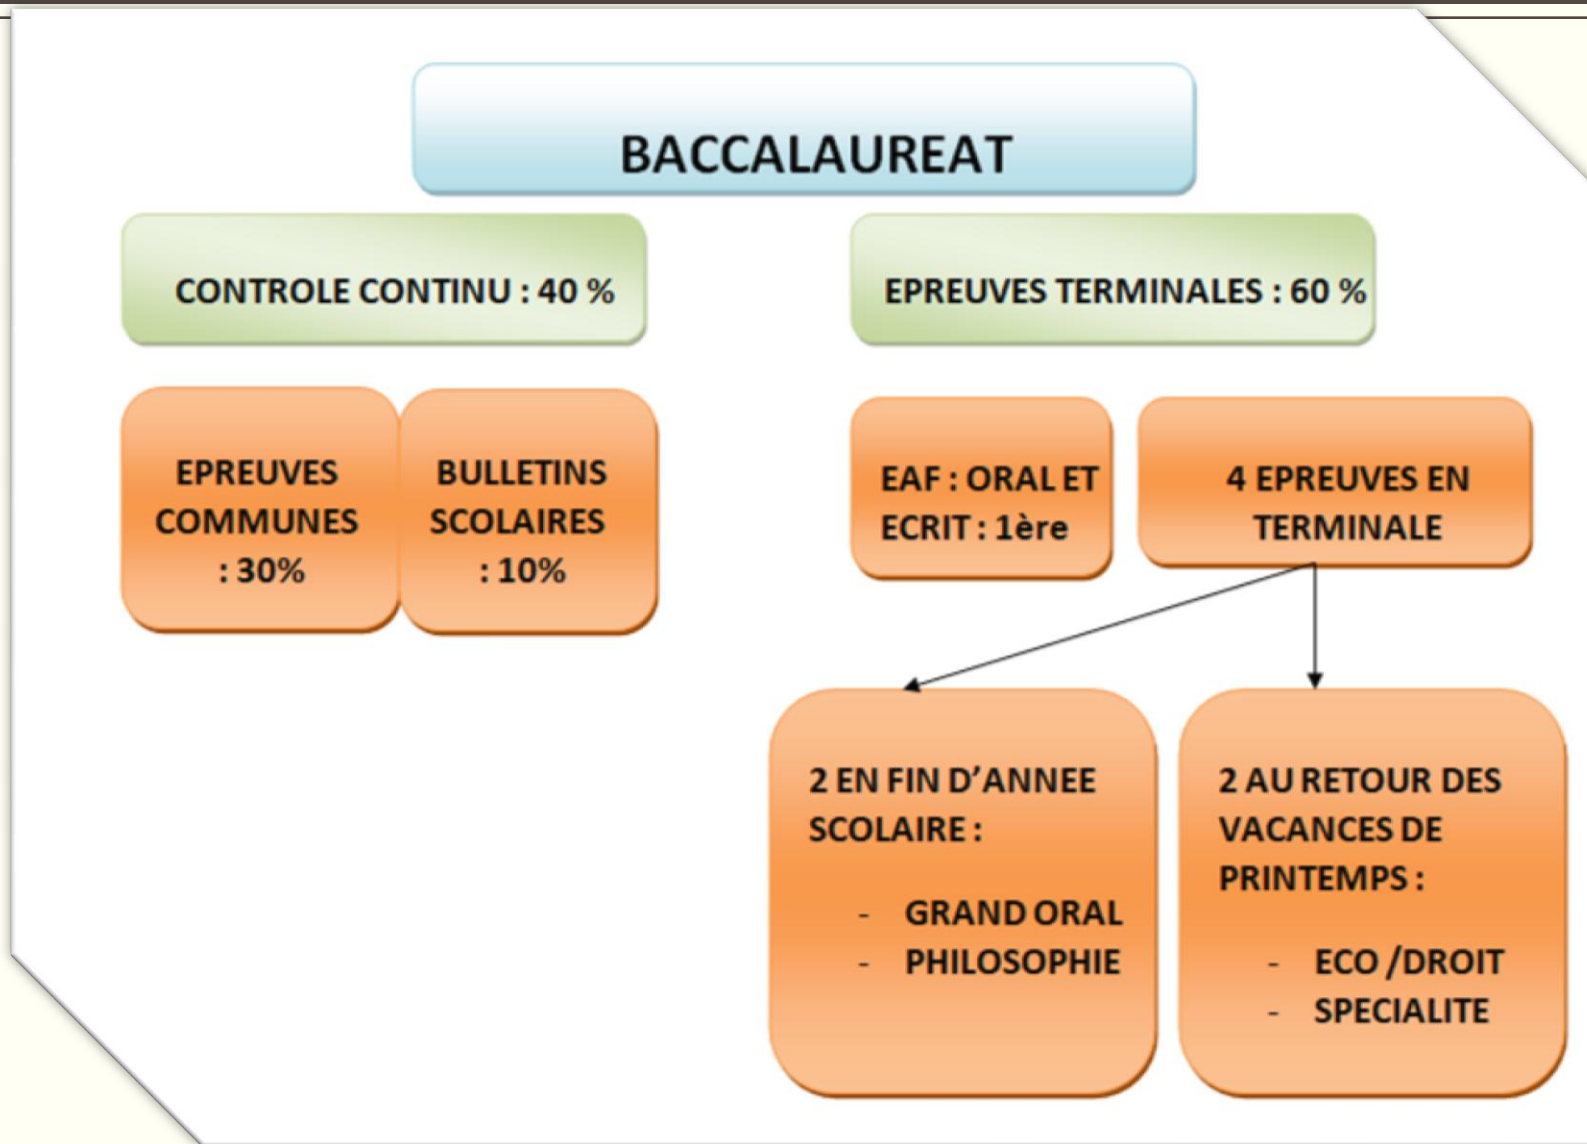 BACCALAUREAT
CONTROLE CONTINU : 40 %
EPREUVES TERMINALES : 60 %
EPREUVES
COMMUNES
: 30%
BULLETINS
SCOLAIRES
: 10%
EAF : ORAL ET
ECRIT : 1ère
4 EPREUVES EN
TERMINALE
2 EN FIN D’ANNEE
SCOLAIRE :
- GRAND ORAL
- PHILOSOPHIE
2 AU RETOUR DES
VACANCES DE
PRINTEMPS :
- ECO /DROIT
- SPECIALITE